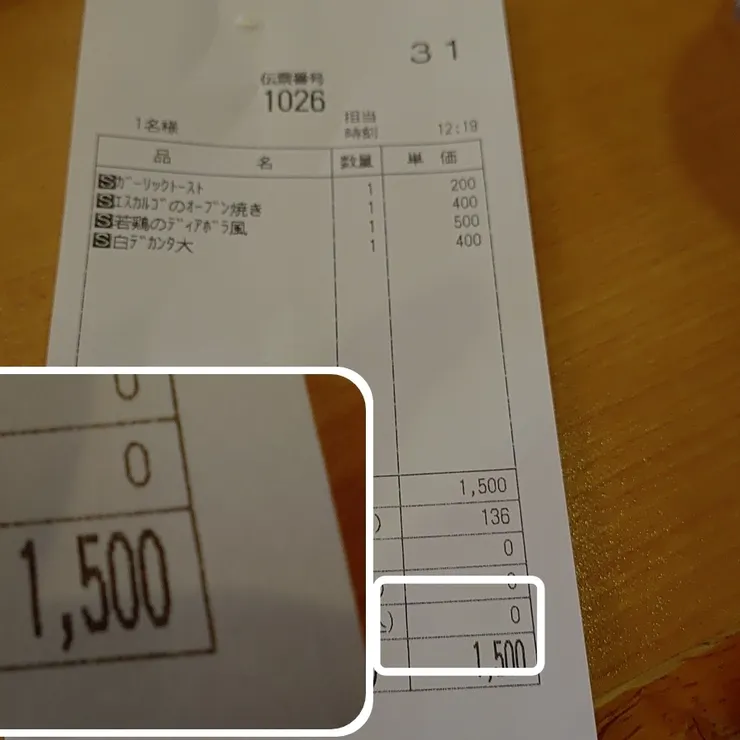 31
伝票番号
1026
1名様 担当
時刻 12:19
品 名 数量 単 価
Sガーリックトースト 1 200
Sエスカルゴのオーブン焼き 1 400
S若鶏のディアボラ風 1 500
S白デカンタ大 1 400
1,500
) 136
0
) 0
入) 0
) 1,500
0
0
1,500